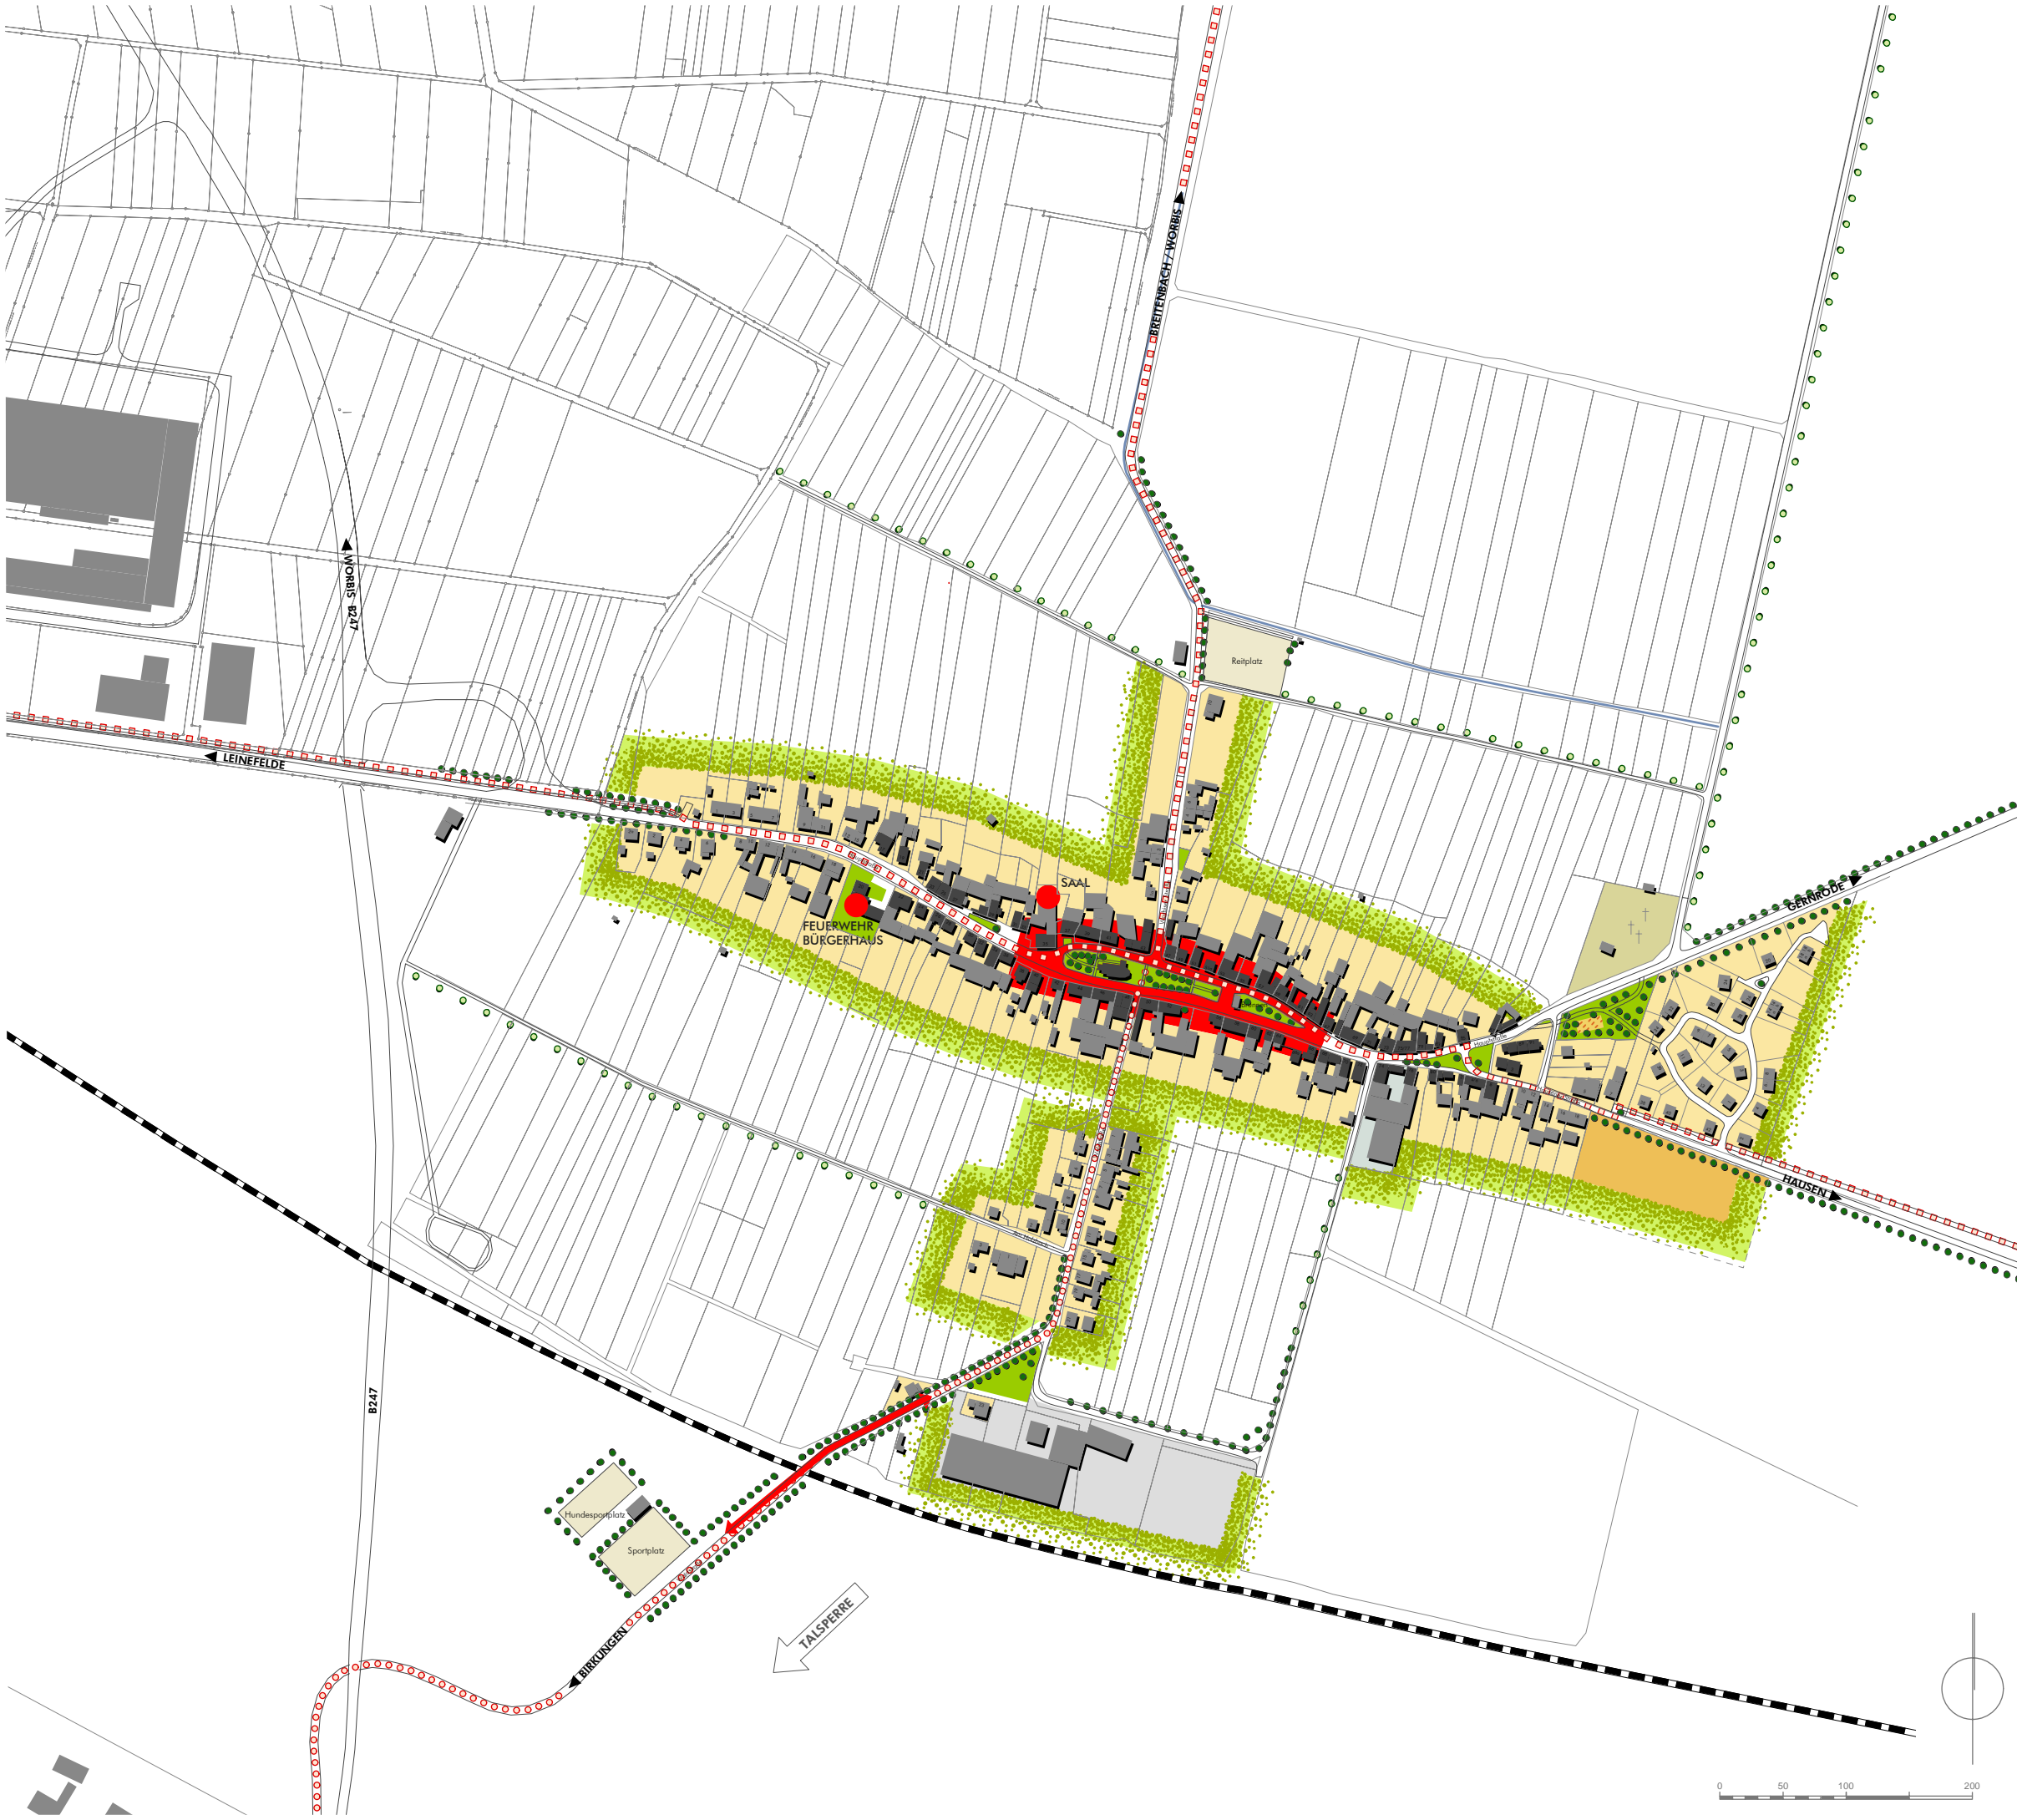 BREITENBACH / WORBIS
WORBIS B247
Reitplatz
LEINEFELDE
SAAL
FEUERWEHR
BÜRGERHAUS
GERNRODE
HAUSEN
B247
Hundesportplatz
Sportplatz
TALSPERRE
BIRKUNGEN
0 50 100 200